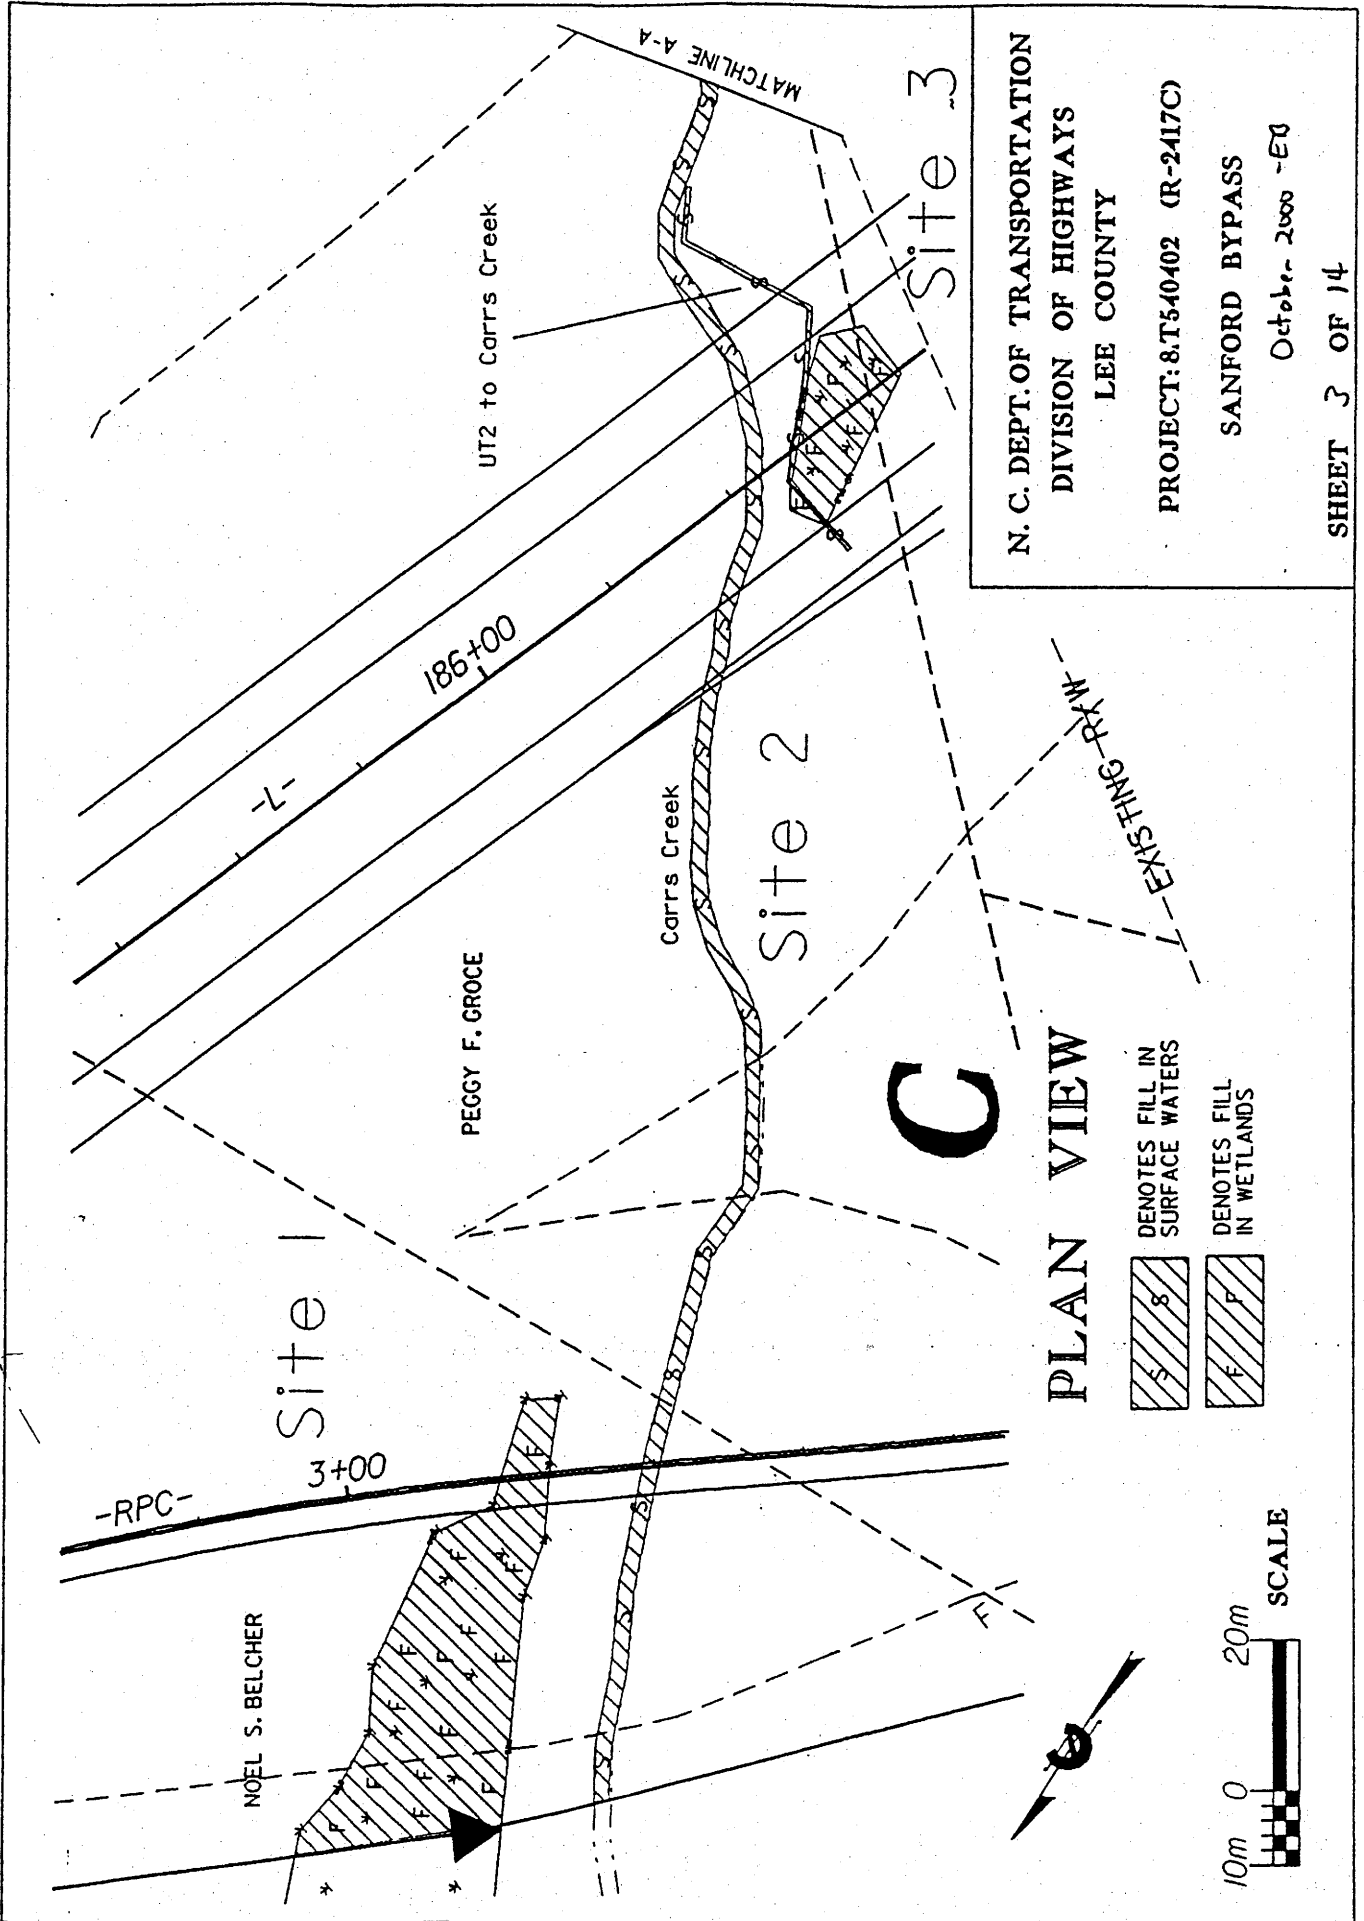 MATCHLINE A-A
Site 3
UT2 to Carrs Creek
186+00
-L-
Carrs Creek
Site 2
EXISTING R/W
PEGGY F. GROCE
Site 1
3+00
-RPC-
NOEL S. BELCHER
F
C
PLAN VIEW
S S
DENOTES FILL IN
SURFACE WATERS
F F
DENOTES FILL
IN WETLANDS
10m 0 20m
SCALE
N. C. DEPT. OF TRANSPORTATION
DIVISION OF HIGHWAYS
LEE COUNTY
PROJECT: 8.T540402 (R-2417C)
SANFORD BYPASS
October 2000 -EB
SHEET 3 OF 14